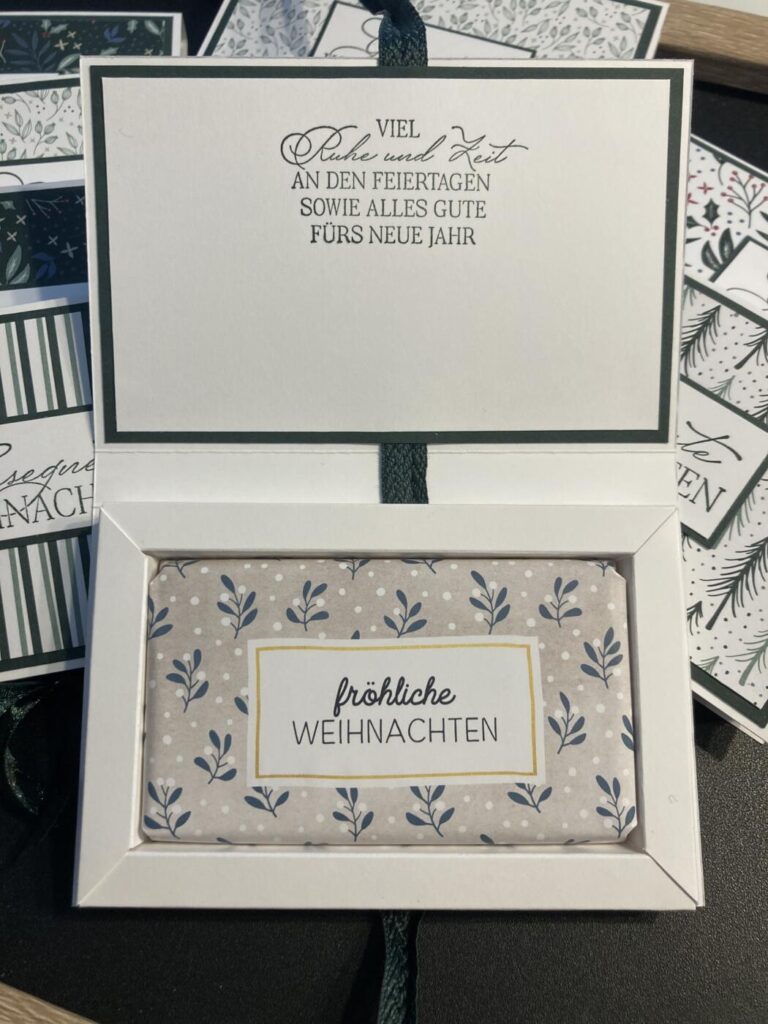 VIEL
Ruhe und Zeit
AN DEN FEIERTAGEN
SOWIE ALLES GUTE
FÜRS NEUE JAHR
fröhliche
WEIHNACHTEN